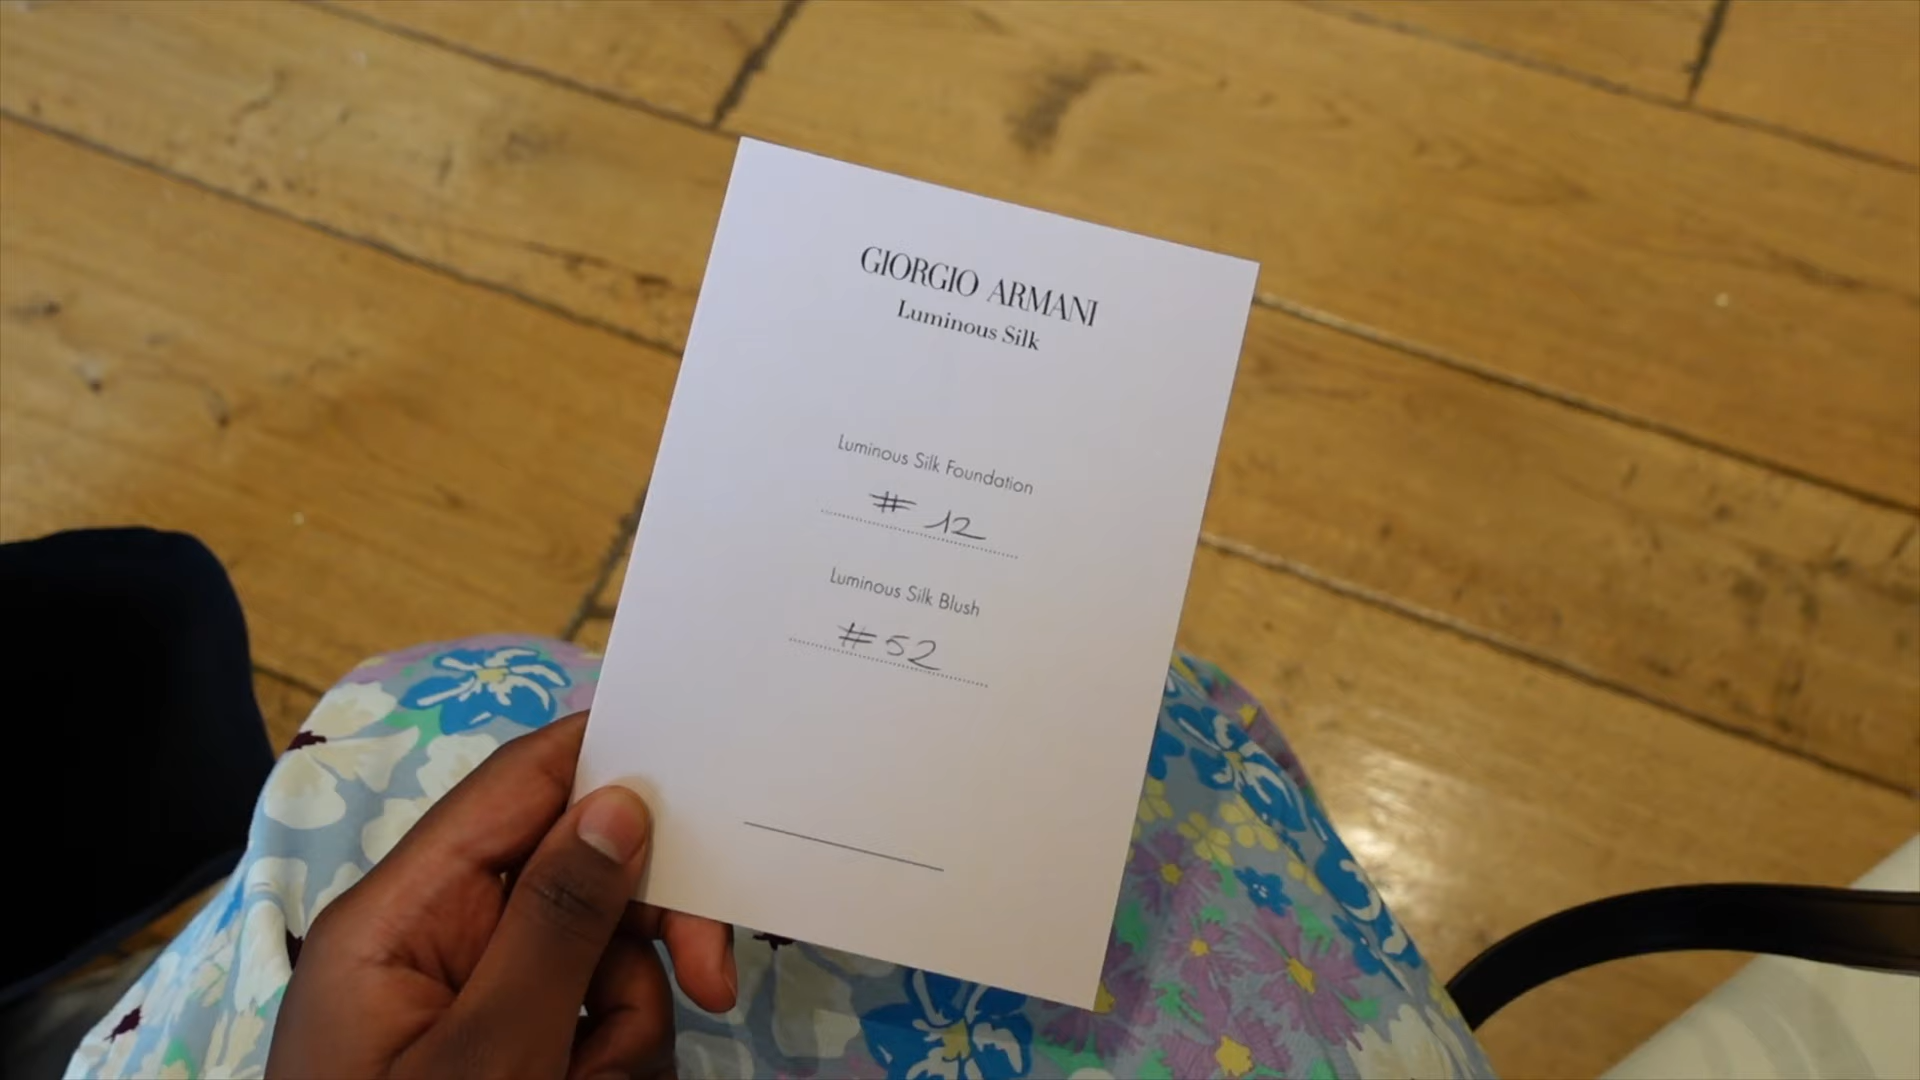 GIORGIO ARMANI
Luminous Silk
Luminous Silk Foundation
# 12
Luminous Silk Blush
#52